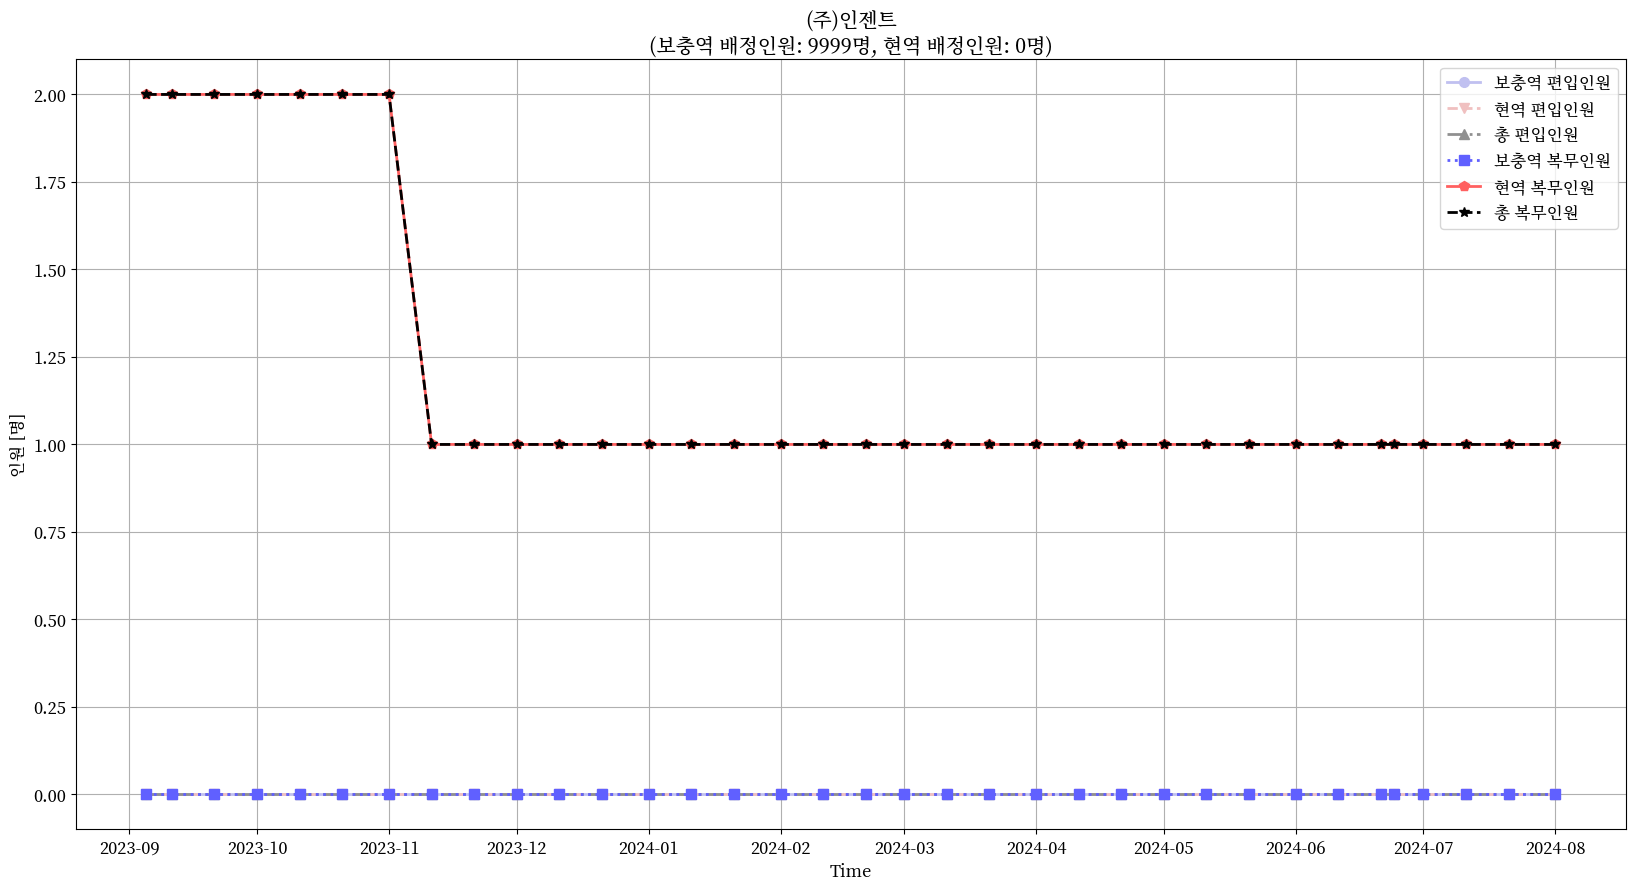 (주)인젠트
(보충역 배정인원: 9999명, 현역 배정인원: 0명)
보충역 편입인원
현역 편입인원
총 편입인원
보충역 복무인원
현역 복무인원
총 복무인원
인원 [명]
2.00
1.75
1.50
1.25
1.00
0.75
0.50
0.25
0.00
2023-09 2023-10 2023-11 2023-12 2024-01 2024-02 2024-03 2024-04 2024-05 2024-06 2024-07 2024-08
Time